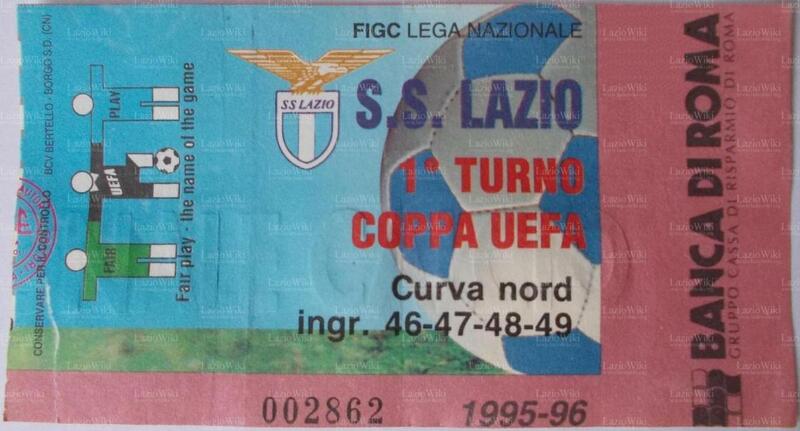 FIGC LEGA NAZIONALE
SS LAZIO
S.S. LAZIO
1° TURNO
COPPA UEFA
Curva nord
ingr. 46-47-48-49
002862
1995-96
CONSERVARE PER IL CONTROLLO BCV BERTELLO - BORGO S.D. (CN)
PLAY
UEFA
FAIR
Fair play - the name of the game
BANCA DI ROMA
GRUPPO CASSA DI RISPARMIO DI ROMA
LazioWiki